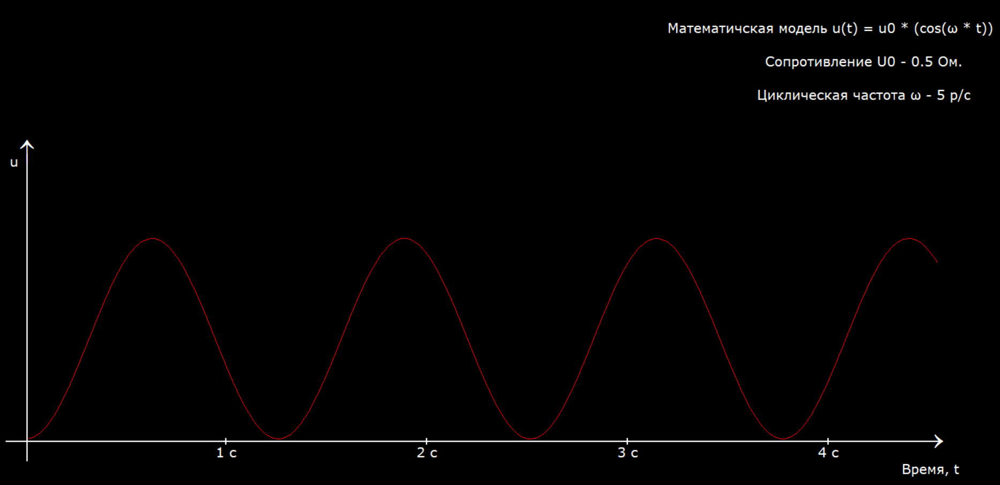 Математичская модель u(t) = u0 * (cos(ω * t))
Сопротивление U0 - 0.5 Ом.
Циклическая частота ω - 5 р/с
u
1 с
2 с
3 с
4 с
Время, t